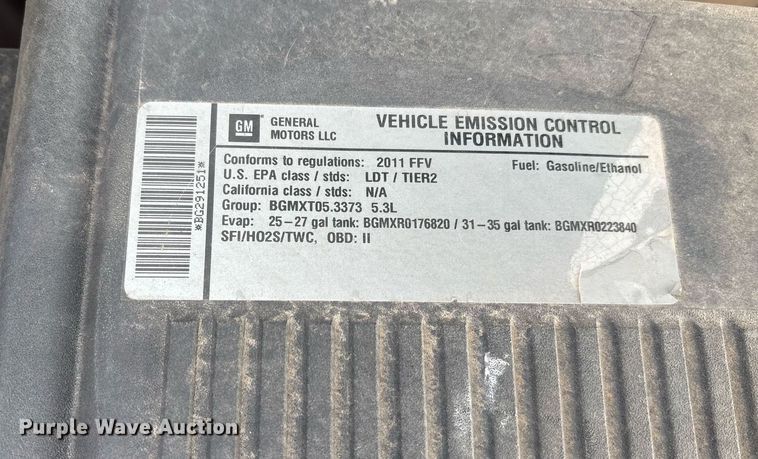 GM
GENERAL
MOTORS LLC
VEHICLE EMISSION CONTROL
INFORMATION
Conforms to regulations: 2011 FFV Fuel: Gasoline/Ethanol
U.S. EPA class / stds: LDT / TIER2
California class / stds: N/A
Group: BGMXT05.3373 5.3L
Evap: 25-27 gal tank: BGMXR0176820 / 31-35 gal tank: BGMXR0223840
SFI/HO2S/TWC, OBD: II
*BG291251*
Purple Wave Auction